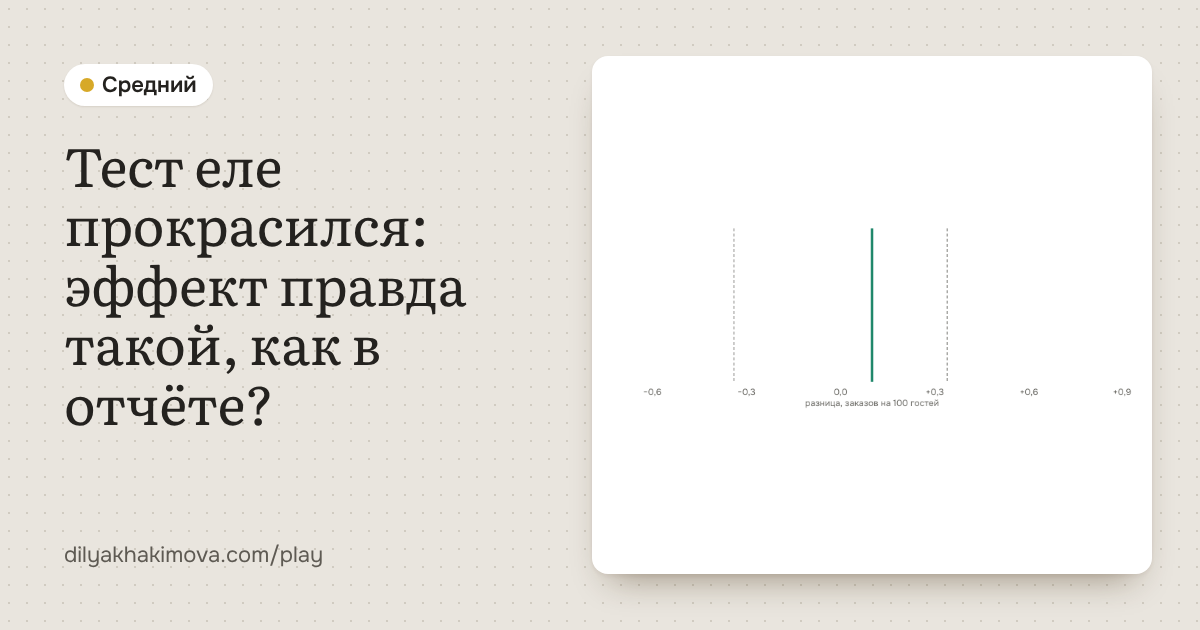 Средний
Тест еле
прокрасился:
эффект правда
такой, как в
отчёте?
dilyakhakimova.com/play
-0,6 -0,3 0,0 +0,3 +0,6 +0,9
разница, заказов на 100 гостей